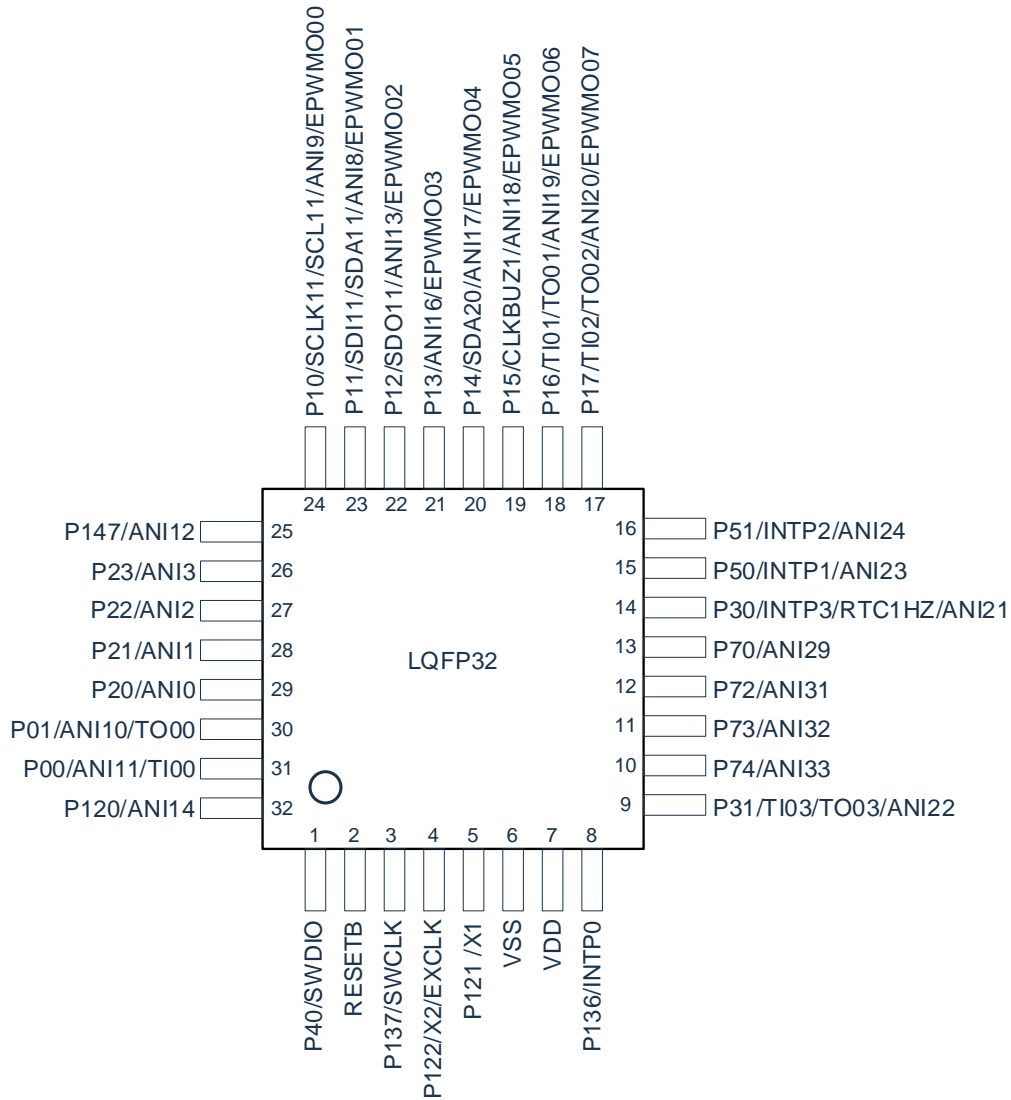 P10/SCLK11/SCL11/ANI9/EPWMO00
P11/SDI11/SDA11/ANI8/EPWMO01
P12/SDO11/ANI13/EPWMO02
P13/ANI16/EPWMO03
P14/SDA20/ANI17/EPWMO04
P15/CLKBUZ1/ANI18/EPWMO05
P16/TI01/TO01/ANI19/EPWMO06
P17/TI02/TO02/ANI20/EPWMO07
24 23 22 21 20 19 18 17
P147/ANI12 25
P23/ANI3 26
P22/ANI2 27
P21/ANI1 28
P20/ANI0 29
P01/ANI10/TO00 30
P00/ANI11/TI00 31
P120/ANI14 32
LQFP32
16 P51/INTP2/ANI24
15 P50/INTP1/ANI23
14 P30/INTP3/RTC1HZ/ANI21
13 P70/ANI29
12 P72/ANI31
11 P73/ANI32
10 P74/ANI33
9 P31/TI03/TO03/ANI22
1 2 3 4 5 6 7 8
P40/SWDIO
RESETB
P137/SWCLK
P122/X2/EXCLK
P121 /X1
VSS
VDD
P136/INTP0